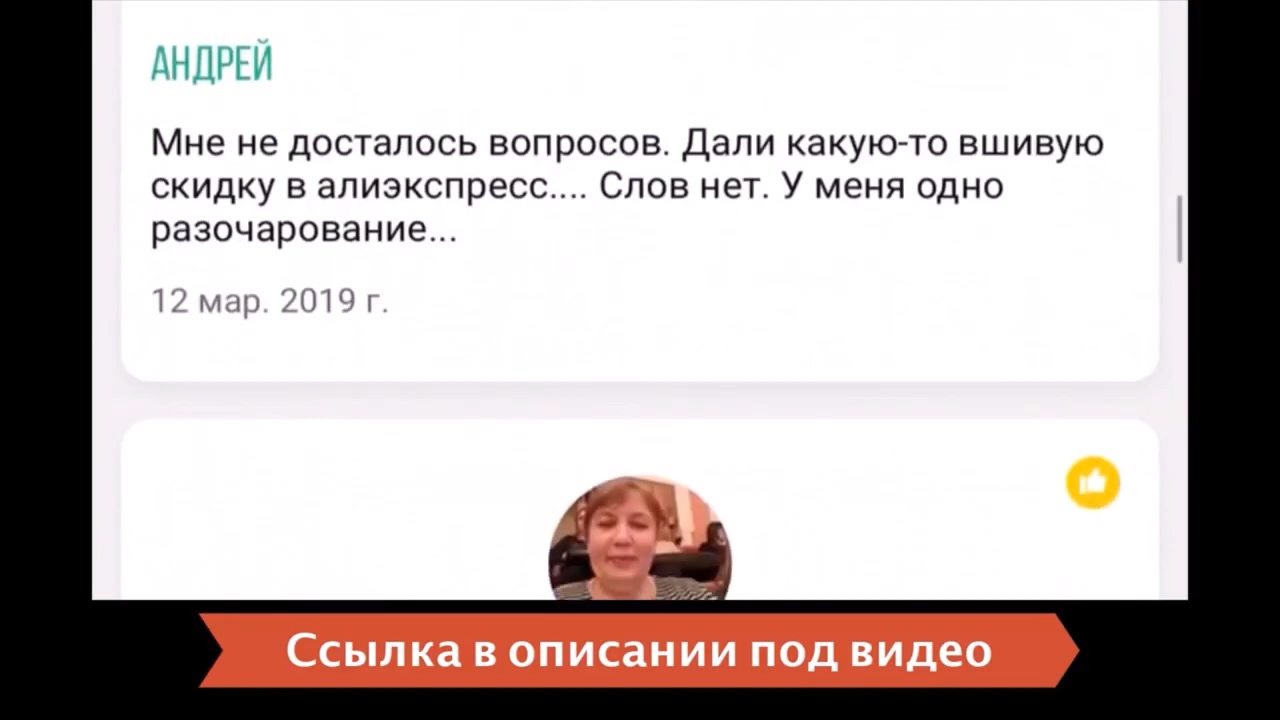 АНДРЕЙ
Мне не досталось вопросов. Дали какую-то вшивую
скидку в алиэкспресс.... Слов нет. У меня одно
разочарование...
12 мар. 2019 г.
Ссылка в описании под видео